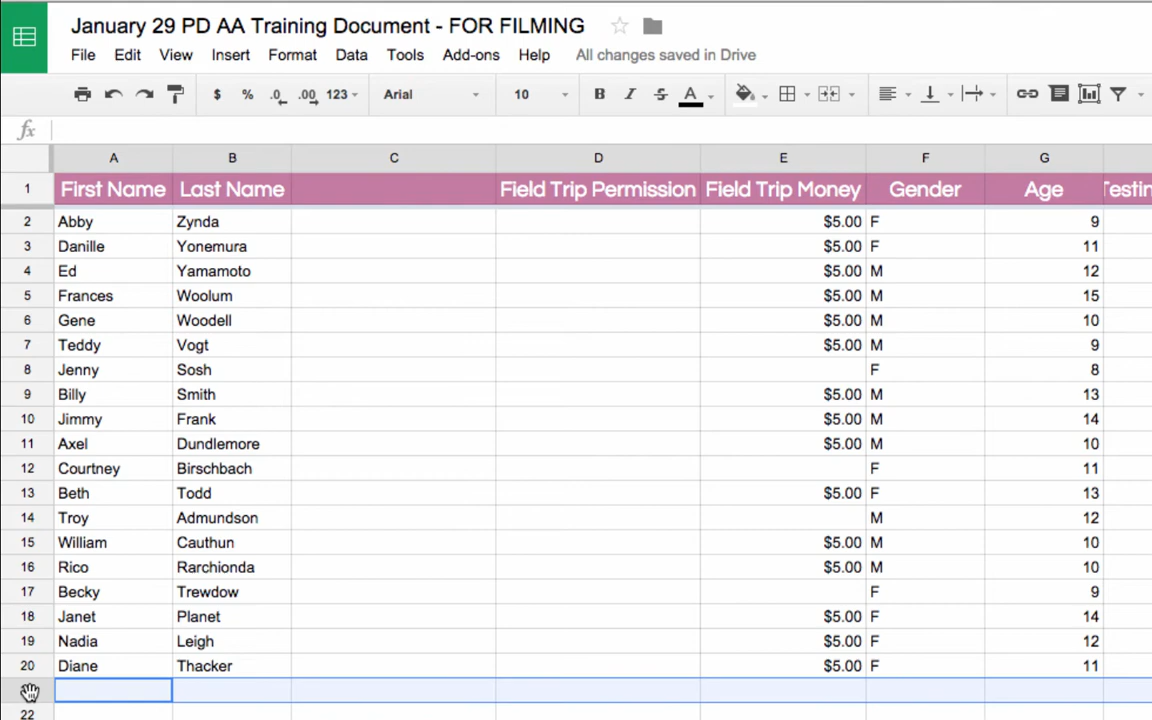 January 29 PD AA Training Document - FOR FILMING
File Edit View Insert Format Data Tools Add-ons Help All changes saved in Drive
$ % .0 .00 123 Arial 10 B I S A
fx
A B C D E F G
1 First Name Last Name Field Trip Permission Field Trip Money Gender Age
2 Abby Zynda $5.00 F 9
3 Danille Yonemura $5.00 F 11
4 Ed Yamamoto $5.00 M 12
5 Frances Woolum $5.00 M 15
6 Gene Woodell $5.00 M 10
7 Teddy Vogt $5.00 M 9
8 Jenny Sosh F 8
9 Billy Smith $5.00 M 13
10 Jimmy Frank $5.00 M 14
11 Axel Dundlemore $5.00 M 10
12 Courtney Birschbach F 11
13 Beth Todd $5.00 F 13
14 Troy Admundson M 12
15 William Cauthun $5.00 M 10
16 Rico Rarchionda $5.00 M 10
17 Becky Trewdow F 9
18 Janet Planet $5.00 F 14
19 Nadia Leigh $5.00 F 12
20 Diane Thacker $5.00 F 11
22